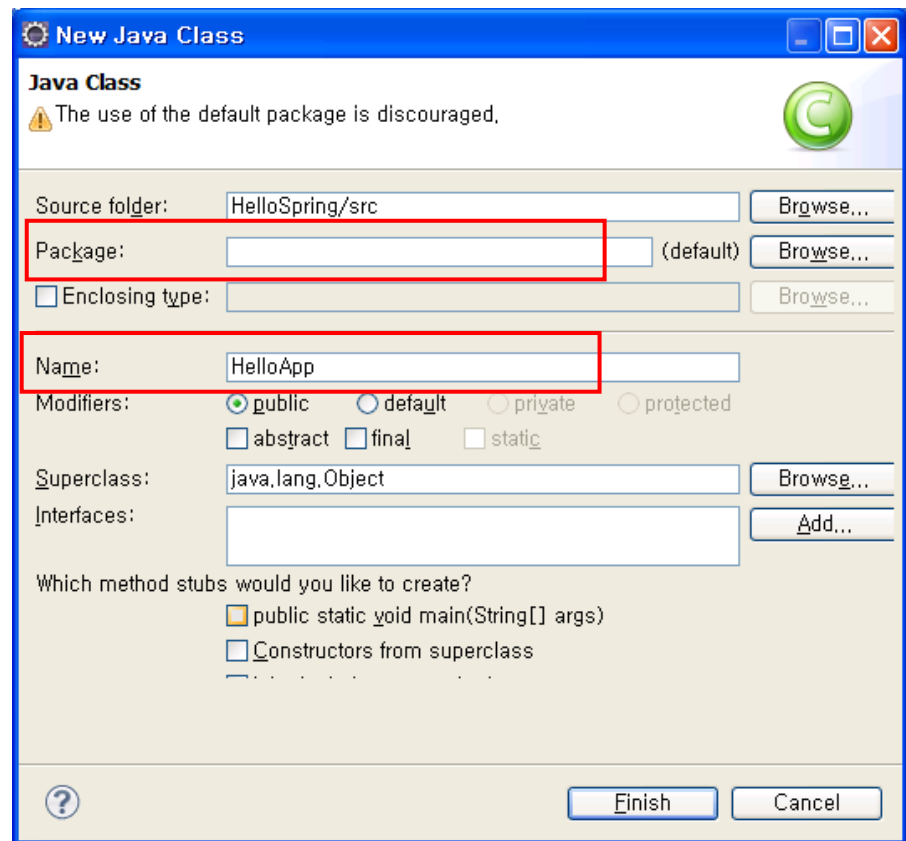 New Java Class
Java Class
The use of the default package is discouraged.
Source folder: HelloSpring/src Browse...
Package: (default) Browse...
Enclosing type: Browse...
Name: HelloApp
Modifiers: public default private protected
abstract final static
Superclass: java.lang.Object Browse...
Interfaces: Add...
Which method stubs would you like to create?
public static void main(String[] args)
Constructors from superclass
Finish Cancel